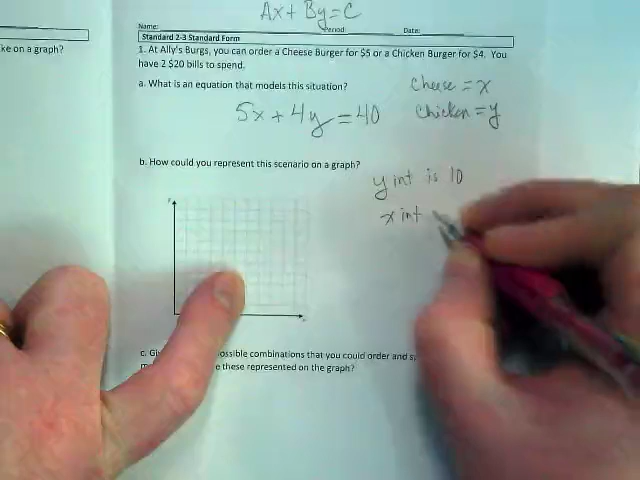 Ax + By = C
Name:
Period
Date:
Standard 2-3 Standard Form
ke on a graph?
1. At Ally's Burgs, you can order a Cheese Burger for $5 or a Chicken Burger for $4. You
have 2 $20 bills to spend.
a. What is an equation that models this situation?
cheese = x
5x + 4y = 40
chicken = y
b. How could you represent this scenario on a graph?
y int is 10
x int
c. Gi
ossible combinations that you could order and s
e these represented on the graph?